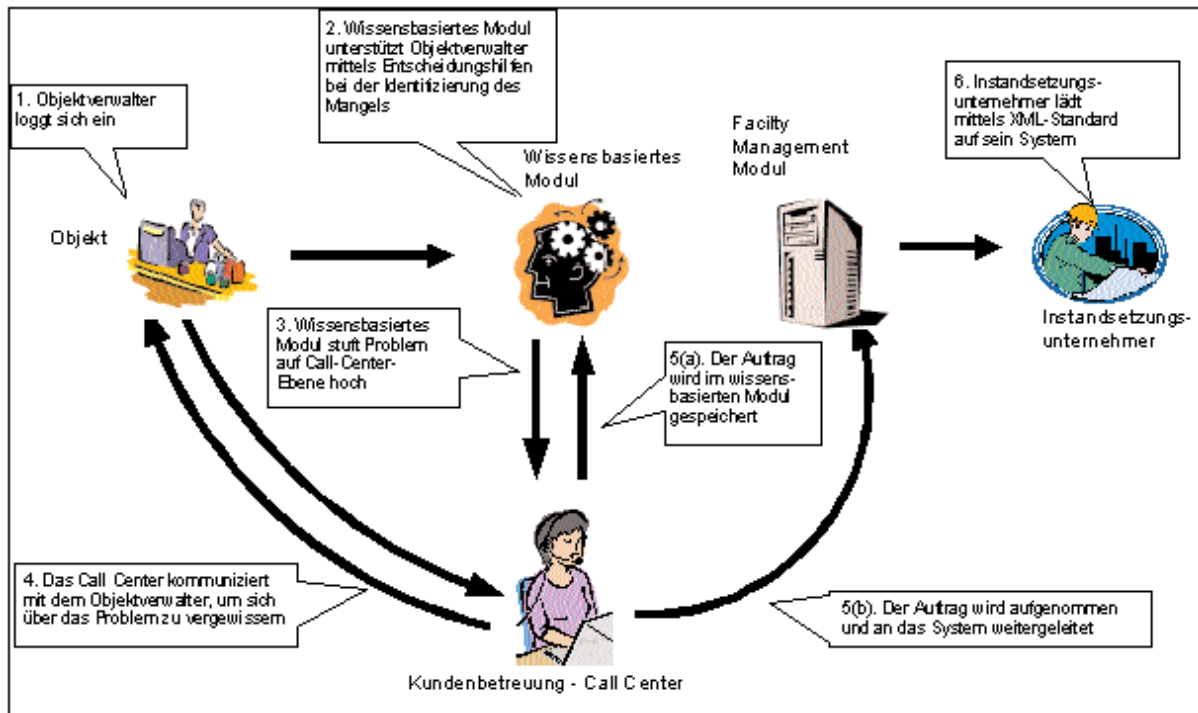 2. Wissensbasiertes Modul
unterstützt Objektverwalter
mittels Entscheidungshilfen
bei der Identifizierung des
Mangels
1. Objektverwalter
loggt sich ein
6. Instandsetzungs-
unternehmer lädt
mittels XML-Standard
auf sein System
Facilty
Management
Modul
Wissensbasiertes
Modul
Objekt
Instandsetzungs-
unternehmer
3. Wissensbasiertes
Modul stuft Problem
auf Call-Center-
Ebene hoch
5(a). Der Auftrag
wird im wissens-
basierten Modul
gespeichert
4. Das Call Center kommuniziert
mit dem Objektverwalter, um sich
über das Problem zu vergewissern
5(b). Der Auftrag wird aufgenommen
und an das System weitergeleitet
Kundenbetreuung - Call Center